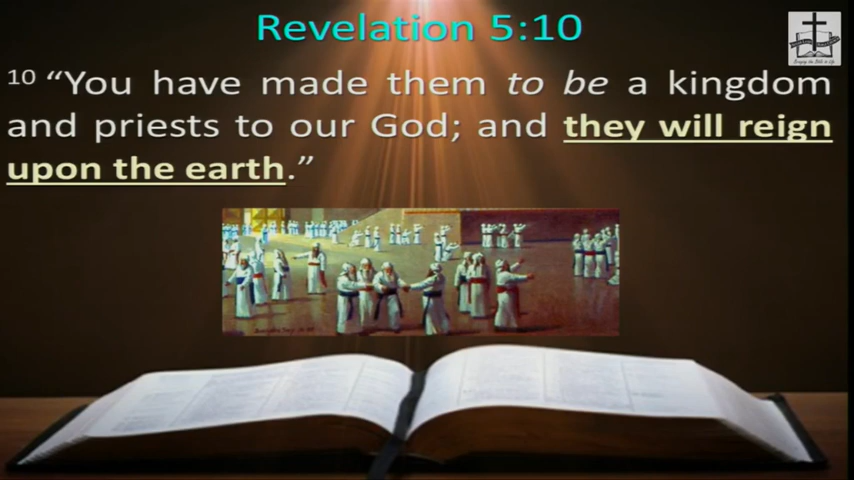 Revelation 5:10
10 “You have made them to be a kingdom
and priests to our God; and they will reign
upon the earth.”